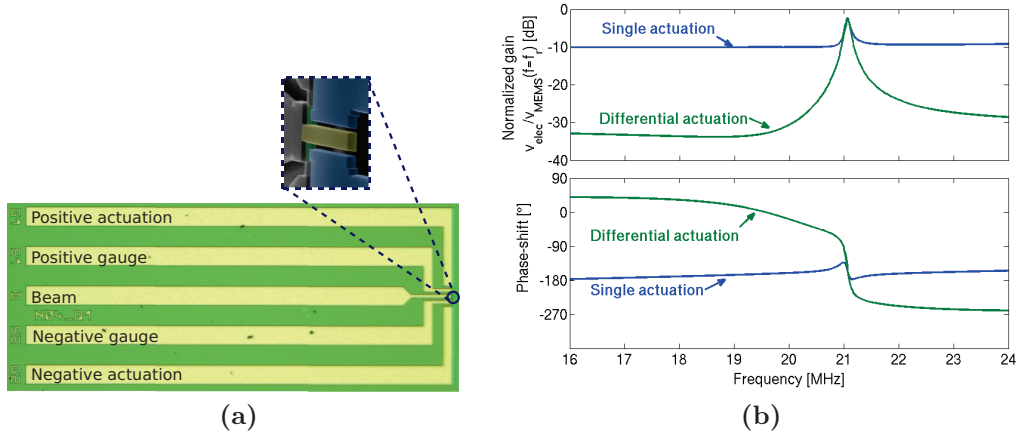 Positive actuation
Positive gauge
Beam
Negative gauge
Negative actuation
(a)
Normalized gain
v_elec/v_MEMS(f=f_r) [dB]
0
-10
-20
-30
-40
Single actuation
Differential actuation
Phase-shift [°]
90
0
-90
-180
-270
Differential actuation
Single actuation
16 17 18 19 20 21 22 23 24
Frequency [MHz]
(b)